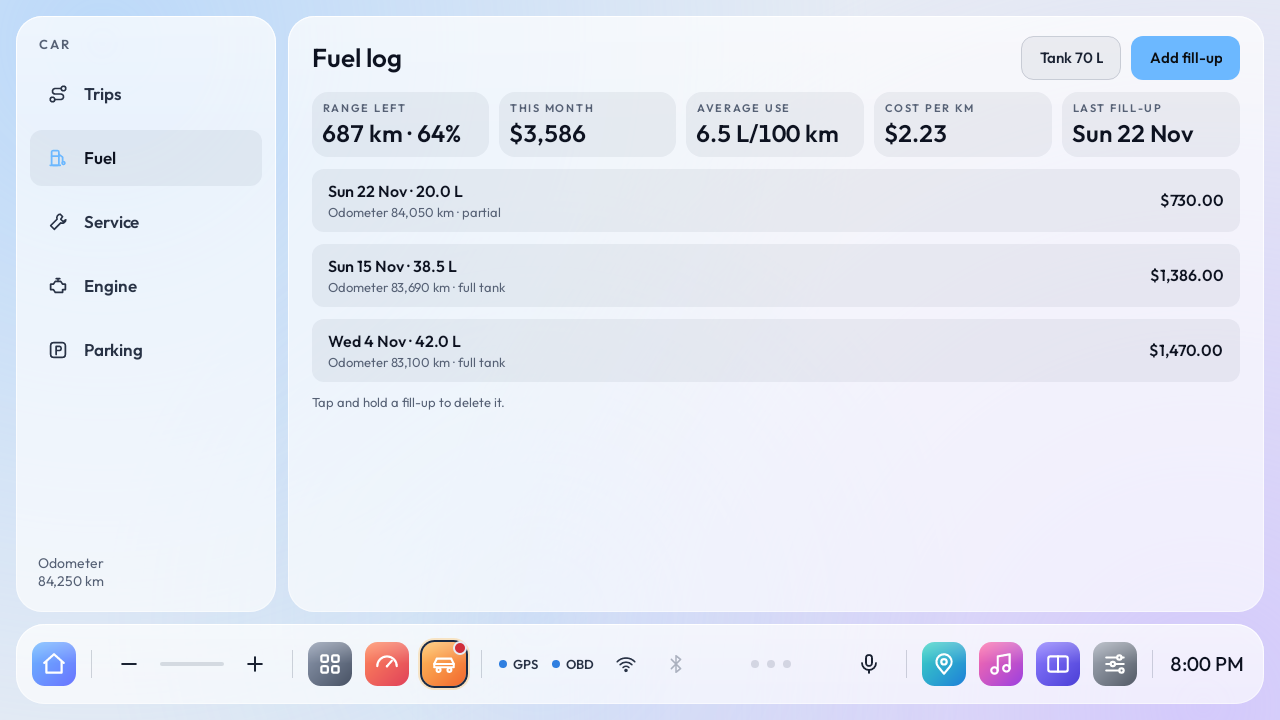 CAR
Trips
Fuel
Service
Engine
Parking
Odometer
84,250 km
Fuel log
Tank 70 L
Add fill-up
RANGE LEFT
687 km · 64%
THIS MONTH
$3,586
AVERAGE USE
6.5 L/100 km
COST PER KM
$2.23
LAST FILL-UP
Sun 22 Nov
Sun 22 Nov · 20.0 L
Odometer 84,050 km · partial
$730.00
Sun 15 Nov · 38.5 L
Odometer 83,690 km · full tank
$1,386.00
Wed 4 Nov · 42.0 L
Odometer 83,100 km · full tank
$1,470.00
Tap and hold a fill-up to delete it.
GPS
OBD
8:00 PM